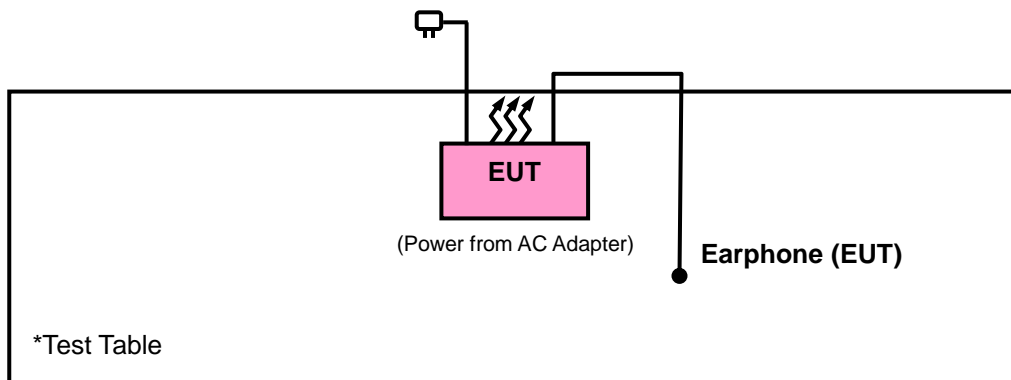 EUT
(Power from AC Adapter)
Earphone (EUT)
*Test Table